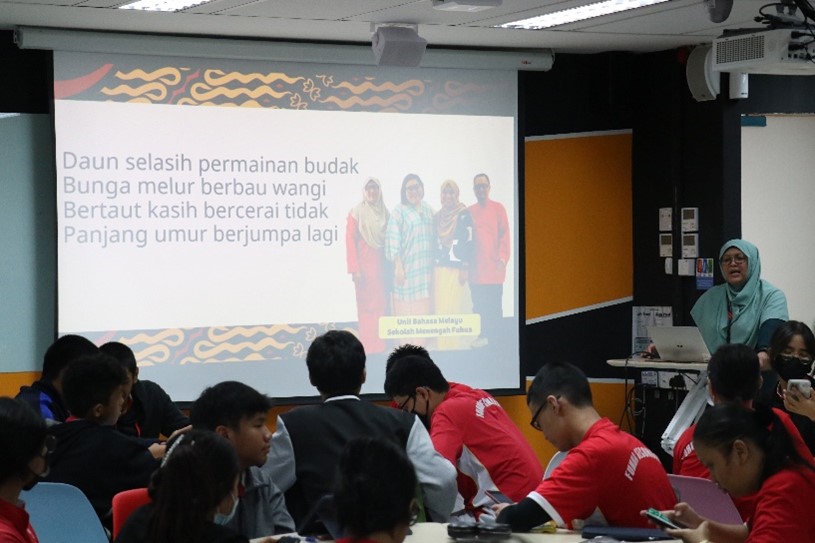 Daun selasih permainan budak
Bunga melur berbau wangi
Bertaut kasih bercerai tidak
Panjang umur berjumpa lagi
Unit Bahasa Melayu
Sekolah Menengah Fuhua